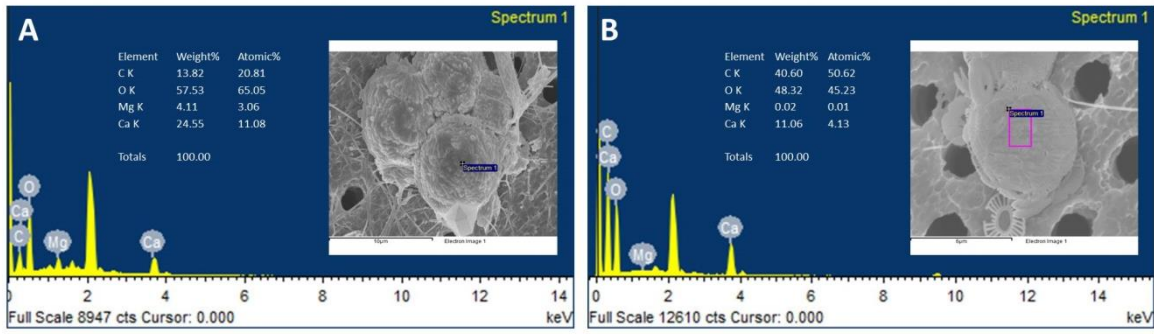 A
Spectrum 1
Element Weight% Atomic%
C K 13.82 20.81
O K 57.53 65.05
Mg K 4.11 3.06
Ca K 24.55 11.08
Totals 100.00
Spectrum 1
10µm Electron Image 1
O
Ca
C
Mg
Ca
0 2 4 6 8 10 12 14
Full Scale 8947 cts Cursor: 0.000 keV
B
Spectrum 1
Element Weight% Atomic%
C K 40.60 50.62
O K 48.32 45.23
Mg K 0.02 0.01
Ca K 11.06 4.13
Totals 100.00
Spectrum 1
6µm Electron Image 1
C
Ca
O
Mg
Ca
0 2 4 6 8 10 12 14
Full Scale 12610 cts Cursor: 0.000 keV